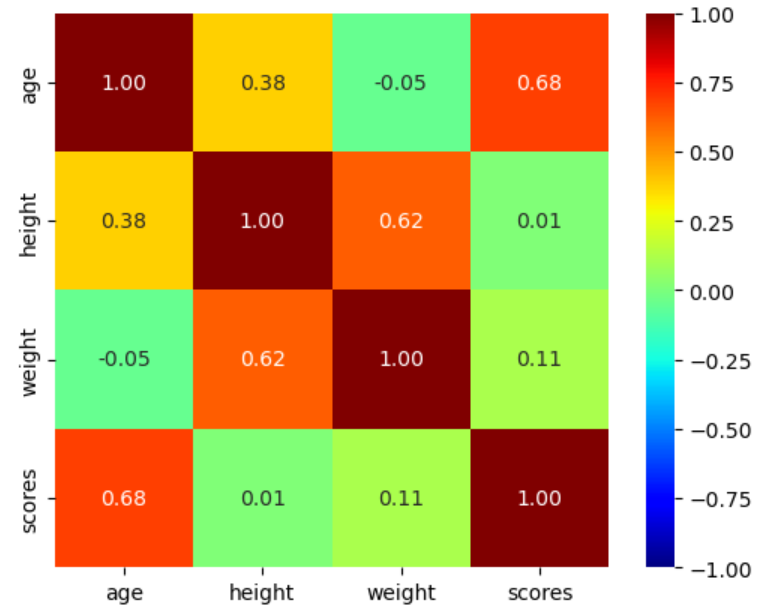 age 1.00 0.38 -0.05 0.68
height 0.38 1.00 0.62 0.01
weight -0.05 0.62 1.00 0.11
scores 0.68 0.01 0.11 1.00
age height weight scores
1.00
0.75
0.50
0.25
0.00
−0.25
−0.50
−0.75
−1.00